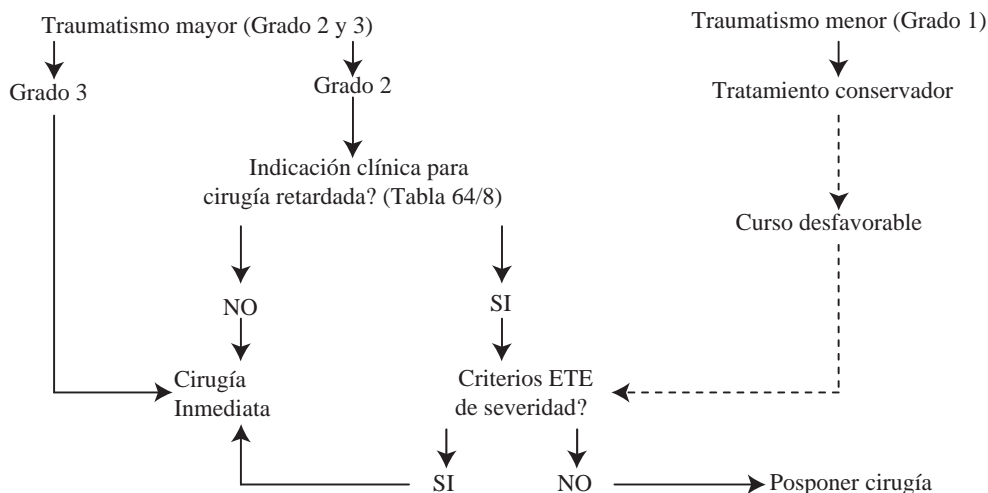 Traumatismo mayor (Grado 2 y 3)
Traumatismo menor (Grado 1)
Grado 3
Grado 2
Tratamiento conservador
Indicación clínica para
cirugía retardada? (Tabla 64/8)
Curso desfavorable
NO
SI
Cirugía
Inmediata
Criterios ETE
de severidad?
SI
NO
Posponer cirugía